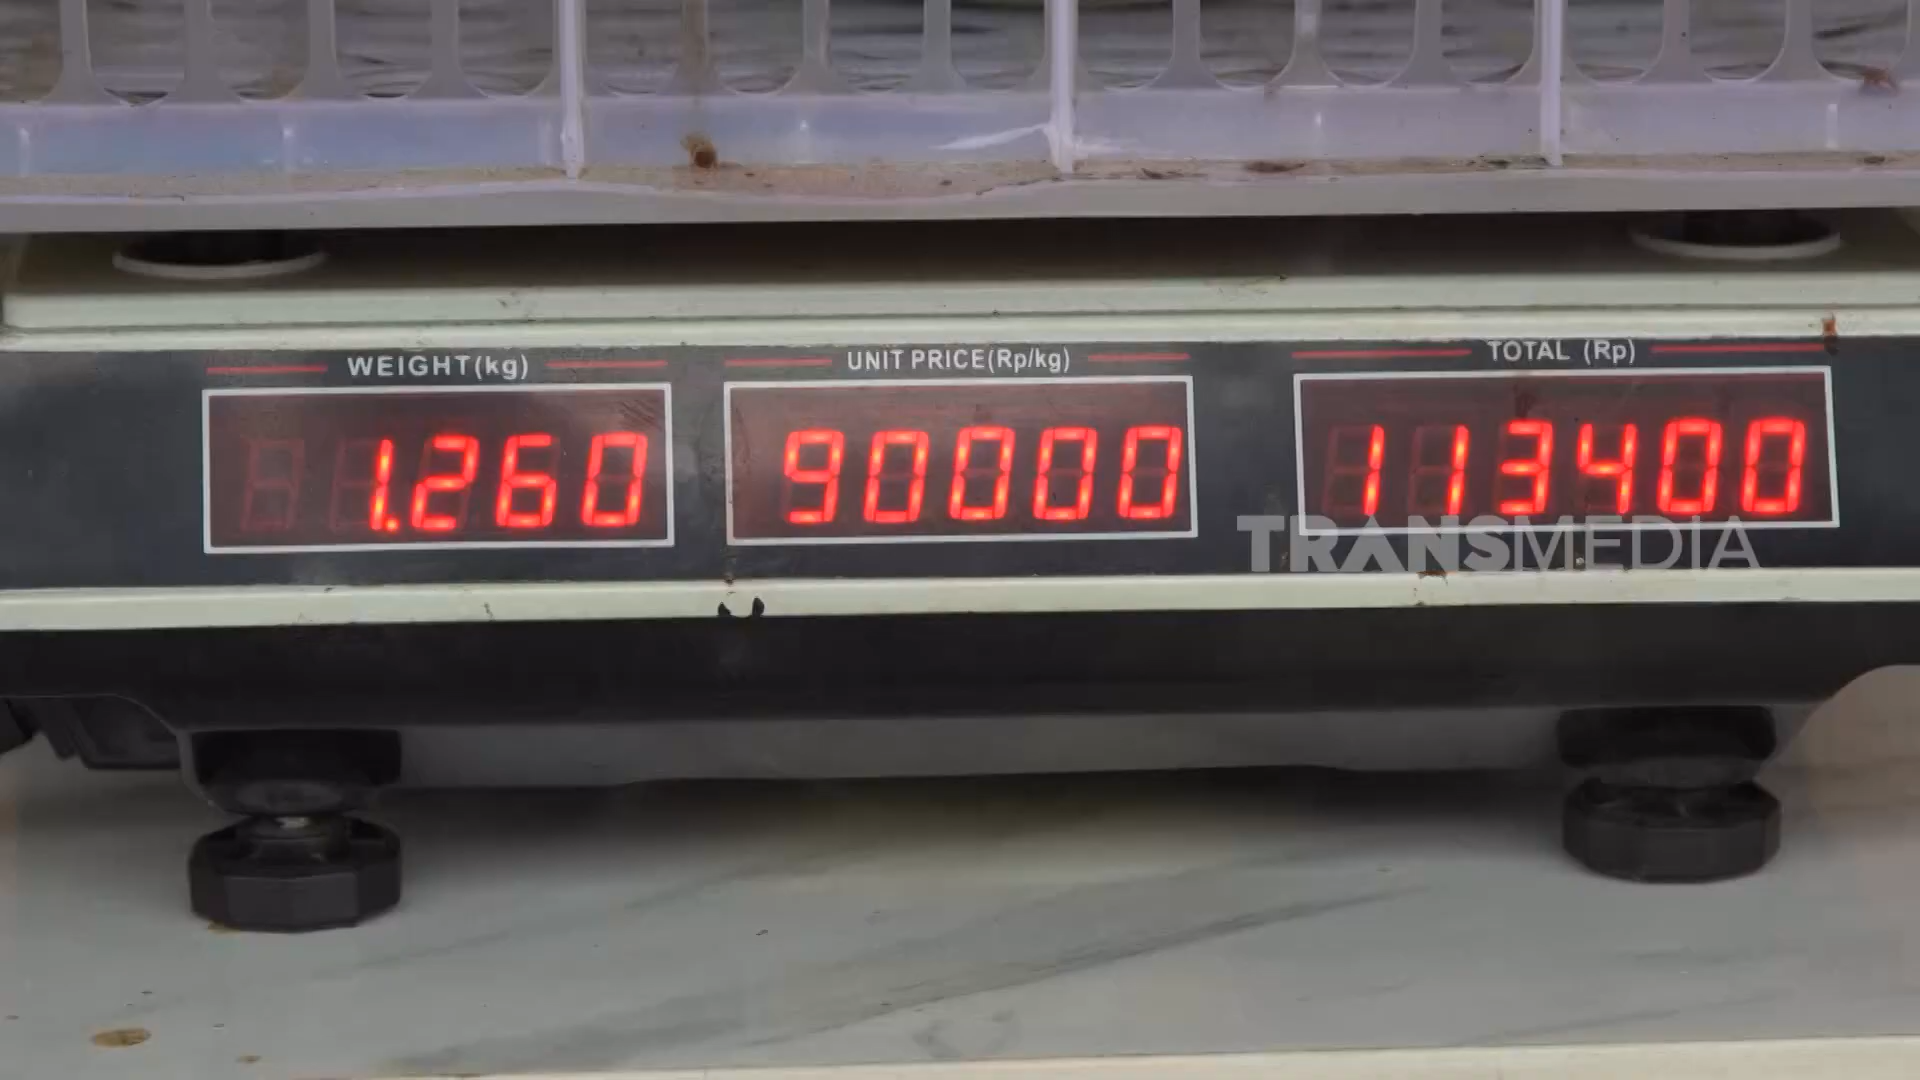 WEIGHT(kg) UNIT PRICE(Rp/kg) TOTAL (Rp)
1.260 90000 113400
TRANSMEDIA